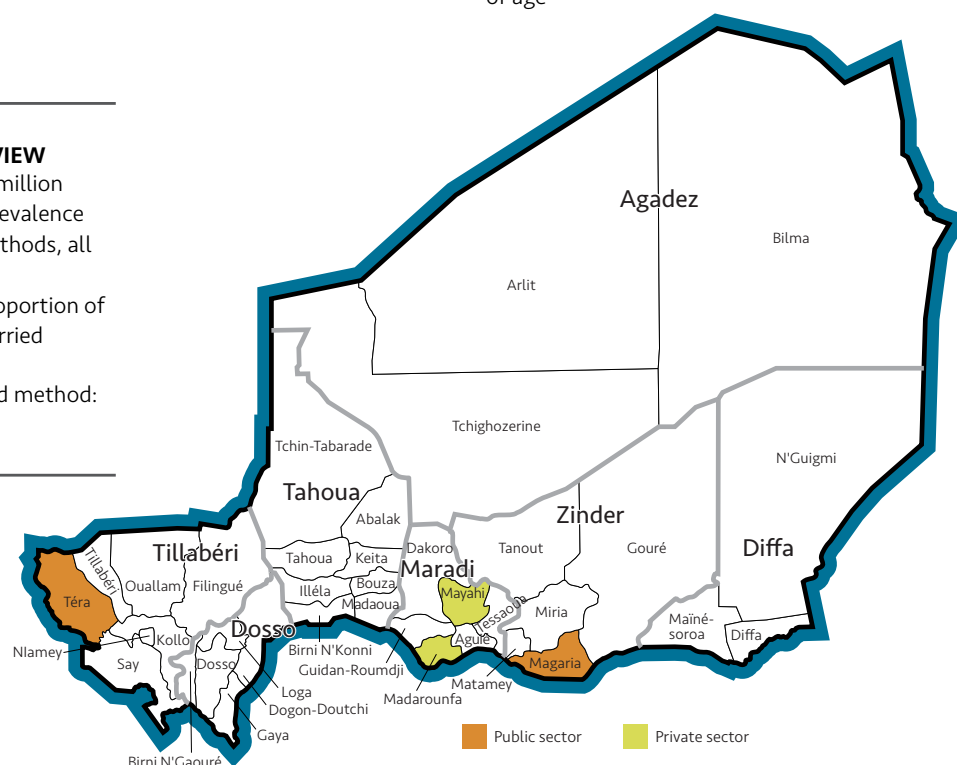 of age
VIEW
million
evalence
thods, all
oportion of
rried
d method:
Agadez
Bilma
Arlit
Tchighozerine
Tchin-Tabarade
N'Guigmi
Tahoua
Abalak
Zinder
Tillabéri
Tillabéri
Ouallam
Filingué
Tahoua
Keita
Dakoro
Tanout
Gouré
Diffa
Maradi
Illéla
Bouza
Mayahi
Téra
Madaoua
Tessaoua
Miria
Maïné-
soroa
Diffa
Dosso
Kollo
Aguié
NIamey
Say
Dosso
Birni N'Konni
Guidan-Roumdji
Magaria
Matamey
Madarounfa
Loga
Dogon-Doutchi
Gaya
Birni N'Gaouré
Public sector
Private sector